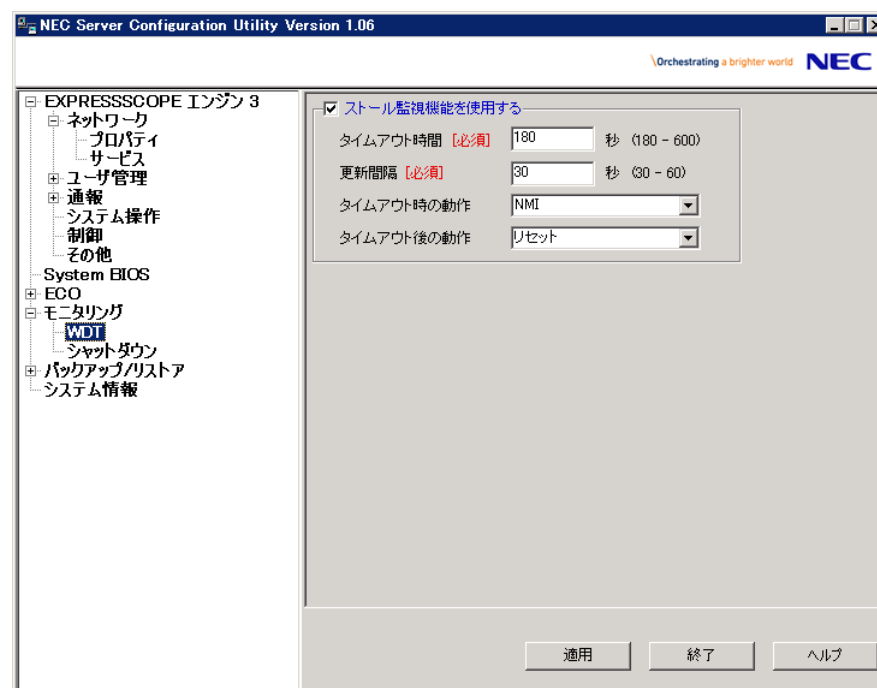 NEC Server Configuration Utility Version 1.06
\Orchestrating a brighter world NEC
EXPRESSSCOPE エンジン 3
ネットワーク
プロパティ
サービス
ユーザ管理
通報
システム操作
制御
その他
System BIOS
ECO
モニタリング
WDT
シャットダウン
バックアップ/リストア
システム情報
ストール監視機能を使用する
タイムアウト時間 [必須] 180 秒 (180 - 600)
更新間隔 [必須] 30 秒 (30 - 60)
タイムアウト時の動作 NMI
タイムアウト後の動作 リセット
適用 終了 ヘルプ